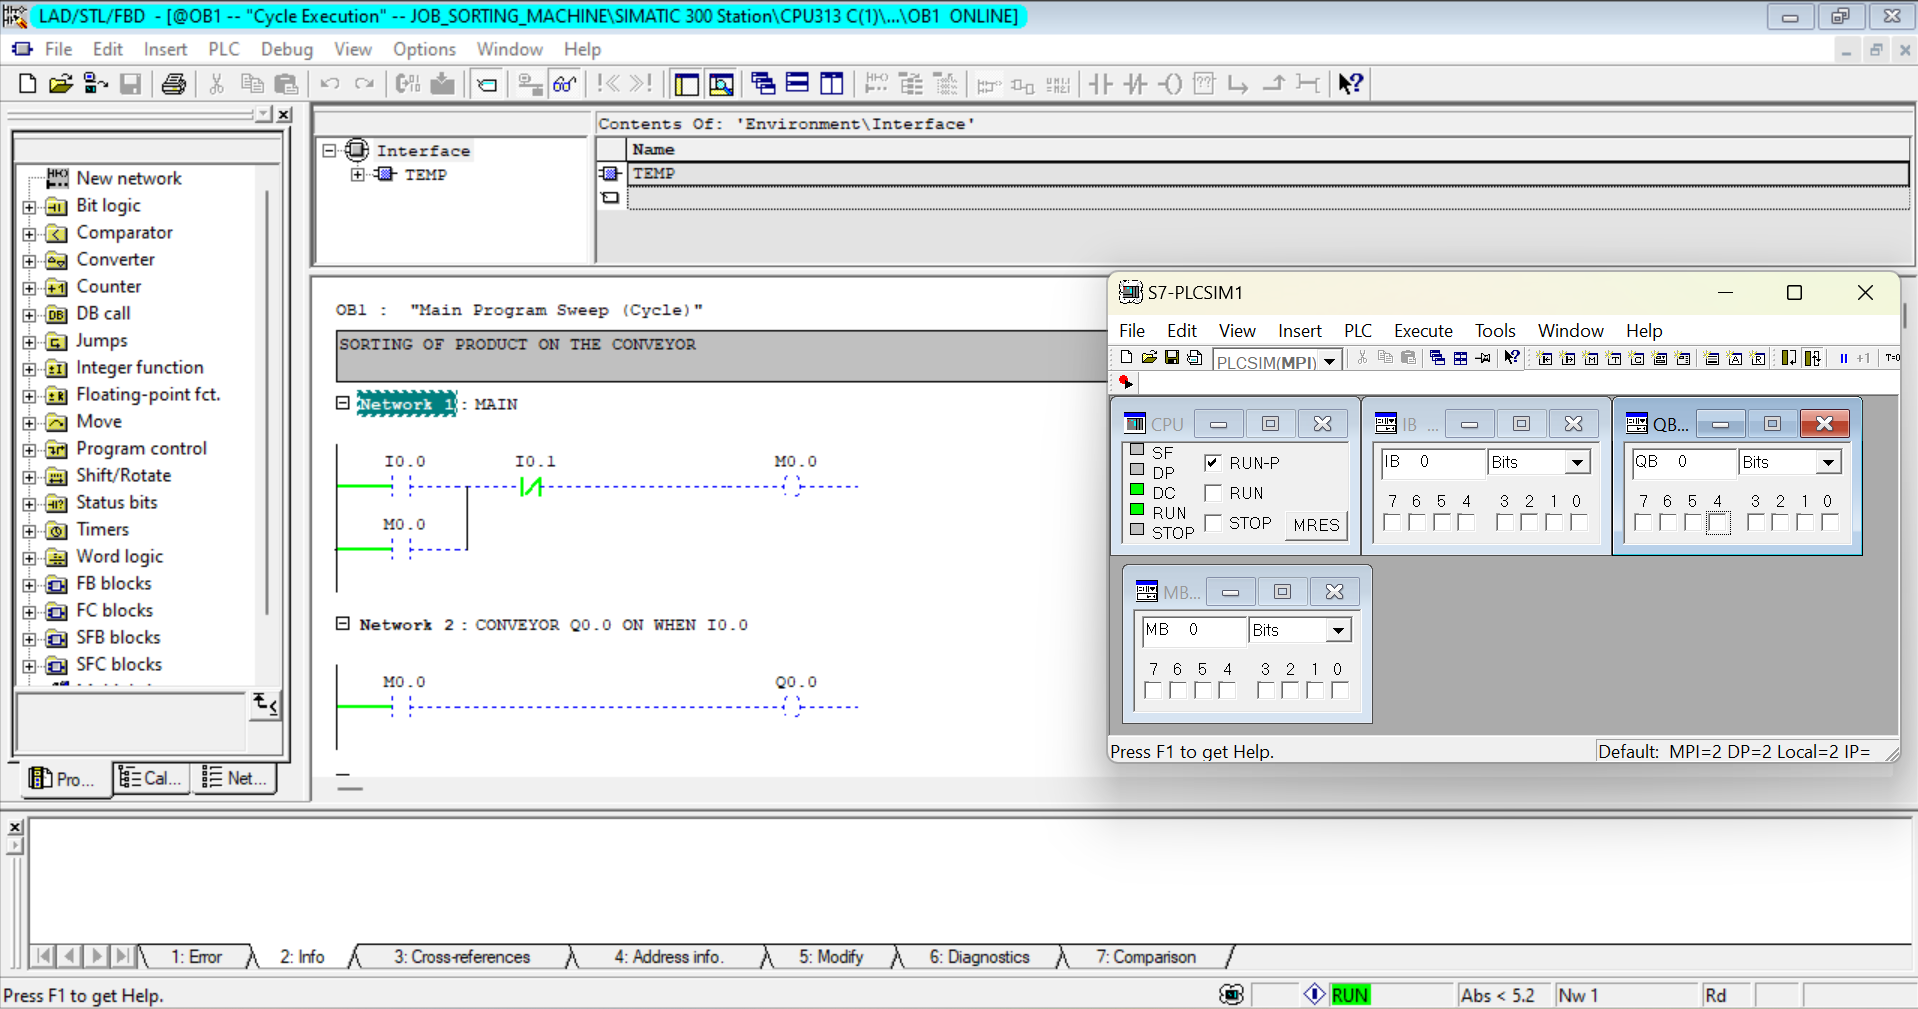 LAD/STL/FBD - [@OB1 -- "Cycle Execution" -- JOB_SORTING_MACHINE\SIMATIC 300 Station\CPU313 C(1)\...\OB1 ONLINE]
File Edit Insert PLC Debug View Options Window Help
New network
Bit logic
Comparator
Converter
Counter
DB call
Jumps
Integer function
Floating-point fct.
Move
Program control
Shift/Rotate
Status bits
Timers
Word logic
FB blocks
FC blocks
SFB blocks
SFC blocks
Pro... Cal... Net...
Interface
TEMP
Contents Of: 'Environment\Interface'
Name
TEMP
OB1 : "Main Program Sweep (Cycle)"
SORTING OF PRODUCT ON THE CONVEYOR
Network 1 : MAIN
I0.0 I0.1 M0.0
M0.0
Network 2 : CONVEYOR Q0.0 ON WHEN I0.0
M0.0 Q0.0
S7-PLCSIM1
File Edit View Insert PLC Execute Tools Window Help
PLCSIM(MPI)
+1 T=0
CPU
SF
DP
DC
RUN
STOP
RUN-P
RUN
STOP
MRES
IB ...
IB 0 Bits
7 6 5 4 3 2 1 0
QB...
QB 0 Bits
7 6 5 4 3 2 1 0
MB...
MB 0 Bits
7 6 5 4 3 2 1 0
Press F1 to get Help.
Default: MPI=2 DP=2 Local=2 IP=
1: Error 2: Info 3: Cross-references 4: Address info. 5: Modify 6: Diagnostics 7: Comparison
Press F1 to get Help.
RUN
Abs < 5.2
Nw 1
Rd